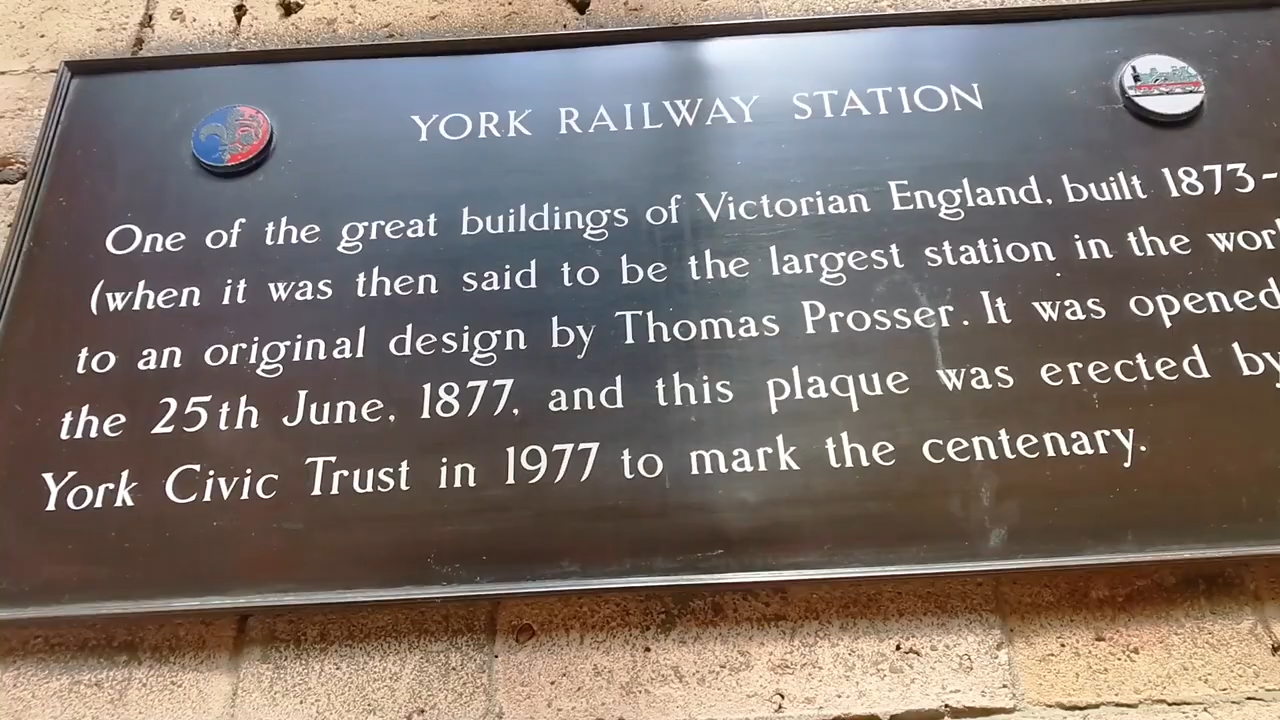 YORK RAILWAY STATION
One of the great buildings of Victorian England, built 1873-
(when it was then said to be the largest station in the
to an original design by Thomas Prosser. It was opened
the 25th June, 1877, and this plaque was erected by
York Civic Trust in 1977 to mark the centenary.